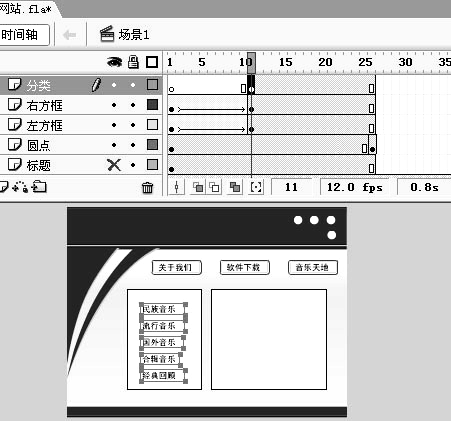 网站.fla*
时间轴 场景1
1 5 10 15 20 25 30 35
分类
右方框
左方框
圆点
标题
11 12.0 fps 0.8s
关于我们 软件下载 音乐天地
民族音乐
流行音乐
国外音乐
合辑音乐
经典回顾